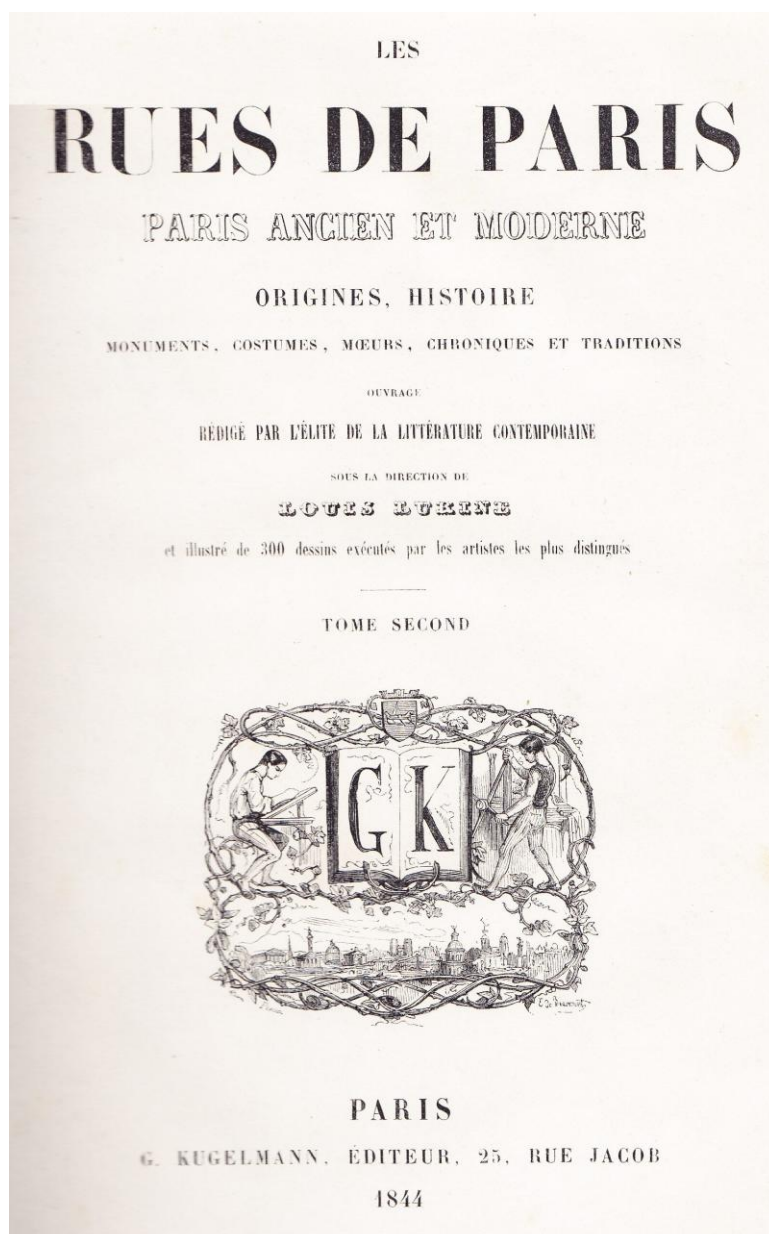 LES
RUES DE PARIS
PARIS ANCIEN ET MODERNE
ORIGINES, HISTOIRE
MONUMENTS, COSTUMES, MŒURS, CHRONIQUES ET TRADITIONS
OUVRAGE
RÉDIGÉ PAR L'ÉLITE DE LA LITTÉRATURE CONTEMPORAINE
SOUS LA DIRECTION DE
LOUIS LURINE
et illustré de 300 dessins exécutés par les artistes les plus distingués
TOME SECOND
G K
PARIS
G. KUGELMANN, ÉDITEUR, 25, RUE JACOB
1844